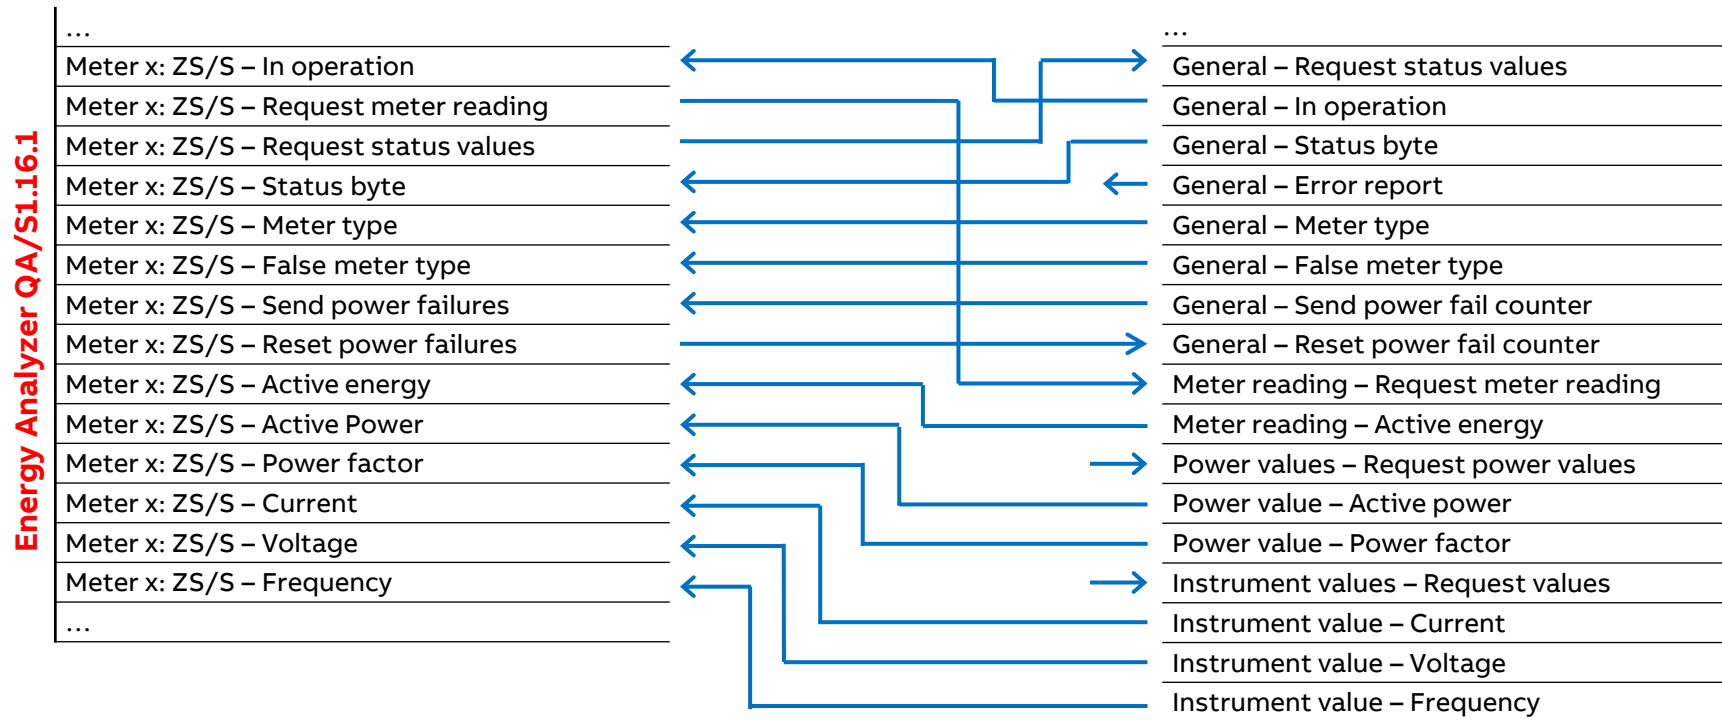 Energy Analyzer QA/S1.16.1
...
Meter x: ZS/S – In operation
Meter x: ZS/S – Request meter reading
Meter x: ZS/S – Request status values
Meter x: ZS/S – Status byte
Meter x: ZS/S – Meter type
Meter x: ZS/S – False meter type
Meter x: ZS/S – Send power failures
Meter x: ZS/S – Reset power failures
Meter x: ZS/S – Active energy
Meter x: ZS/S – Active Power
Meter x: ZS/S – Power factor
Meter x: ZS/S – Current
Meter x: ZS/S – Voltage
Meter x: ZS/S – Frequency
...
...
General – Request status values
General – In operation
General – Status byte
General – Error report
General – Meter type
General – False meter type
General – Send power fail counter
General – Reset power fail counter
Meter reading – Request meter reading
Meter reading – Active energy
Power values – Request power values
Power value – Active power
Power value – Power factor
Instrument values – Request values
Instrument value – Current
Instrument value – Voltage
Instrument value – Frequency